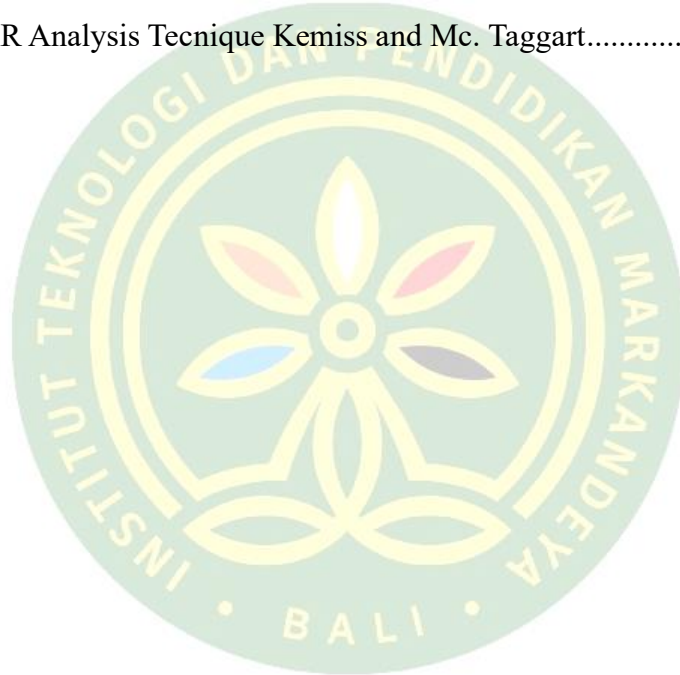 R Analysis Tecnique Kemiss and Mc. Taggart............
INSTITUT TEKNOLOGI DAN PENDIDIKAN MARKANDEYA
• BALI •